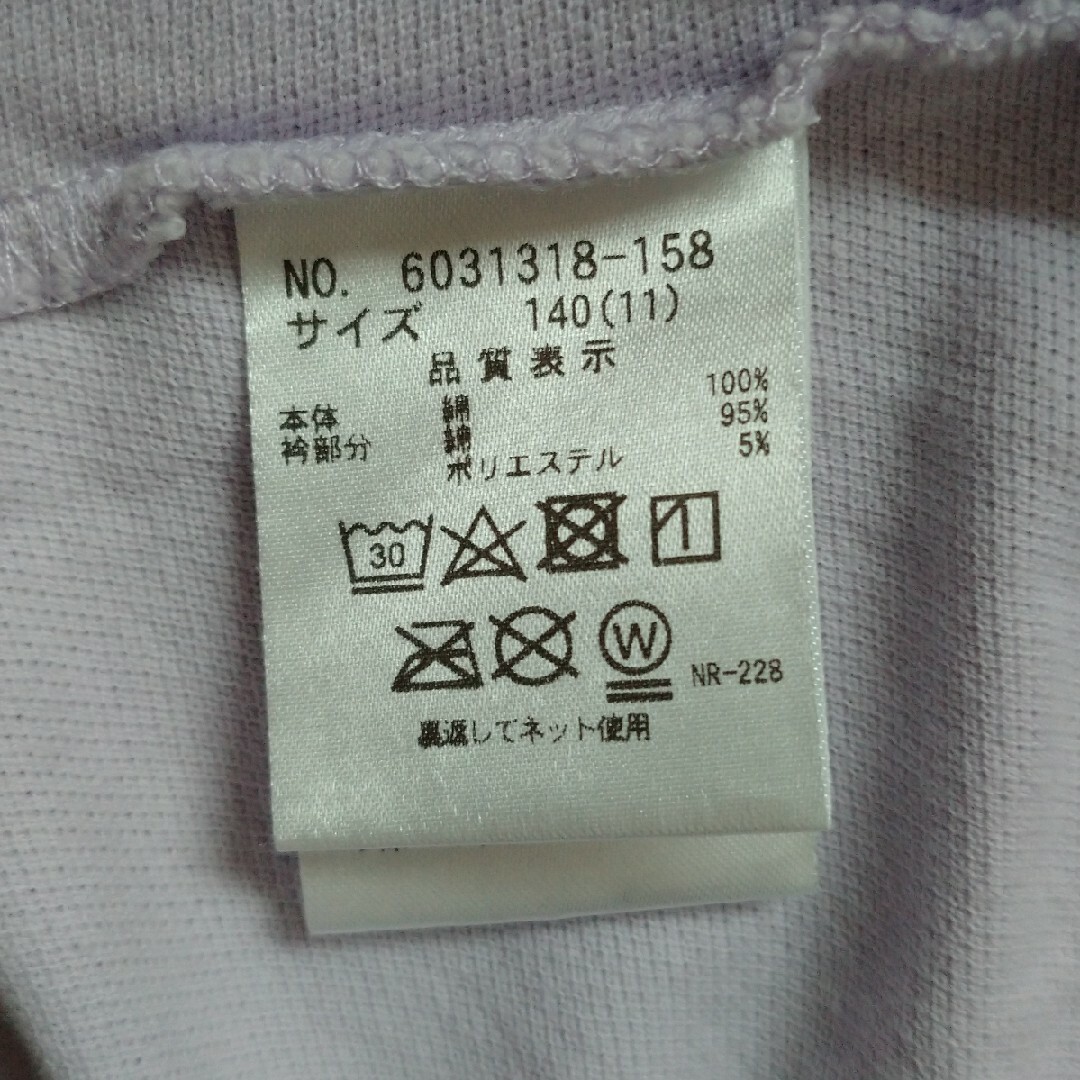 NO. 6031318-158
サイズ 140(11)
品質表示
本体 綿 100%
衿部分 綿 95%
ポリエステル 5%
30
W NR-228
裏返してネット使用